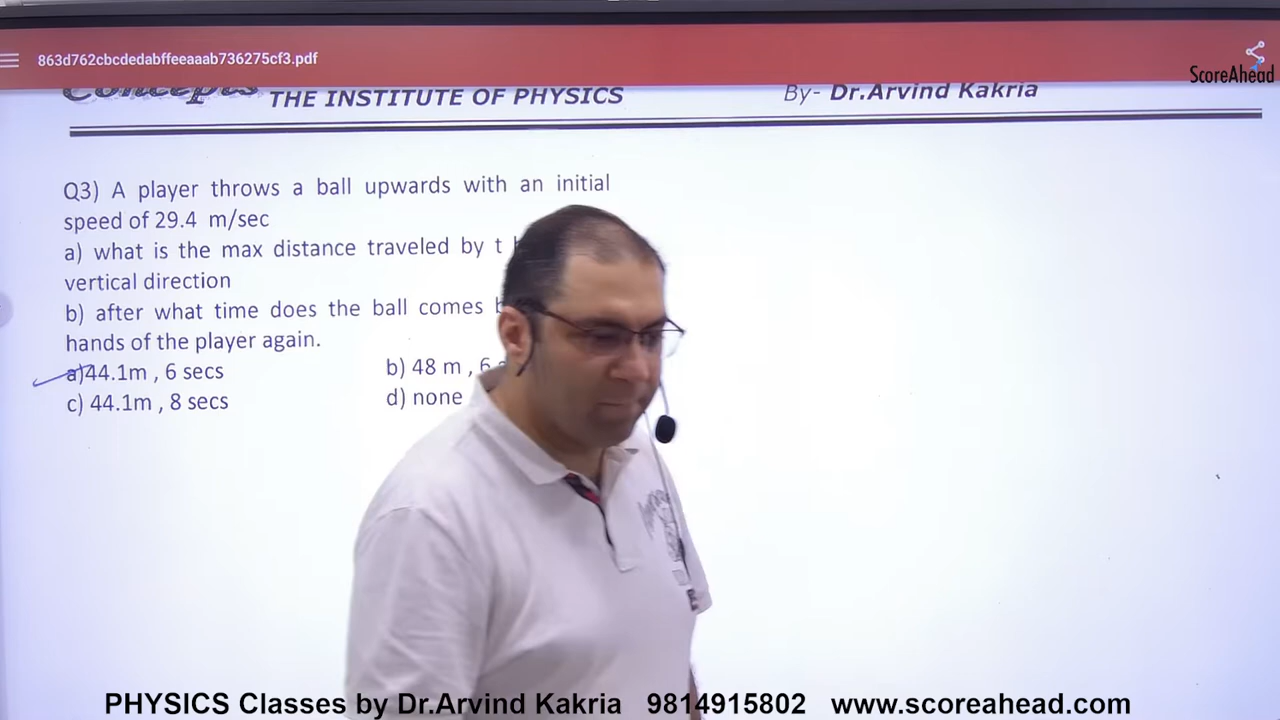 863d762cbcdedabffeeaaab736275cf3.pdf
ScoreAhead
Concepts THE INSTITUTE OF PHYSICS By- Dr.Arvind Kakria
Q3) A player throws a ball upwards with an initial
speed of 29.4 m/sec
a) what is the max distance traveled by t
vertical direction
b) after what time does the ball comes
hands of the player again.
a)44.1m , 6 secs b) 48 m , 6
c) 44.1m , 8 secs d) none
PHYSICS Classes by Dr.Arvind Kakria 9814915802 www.scoreahead.com